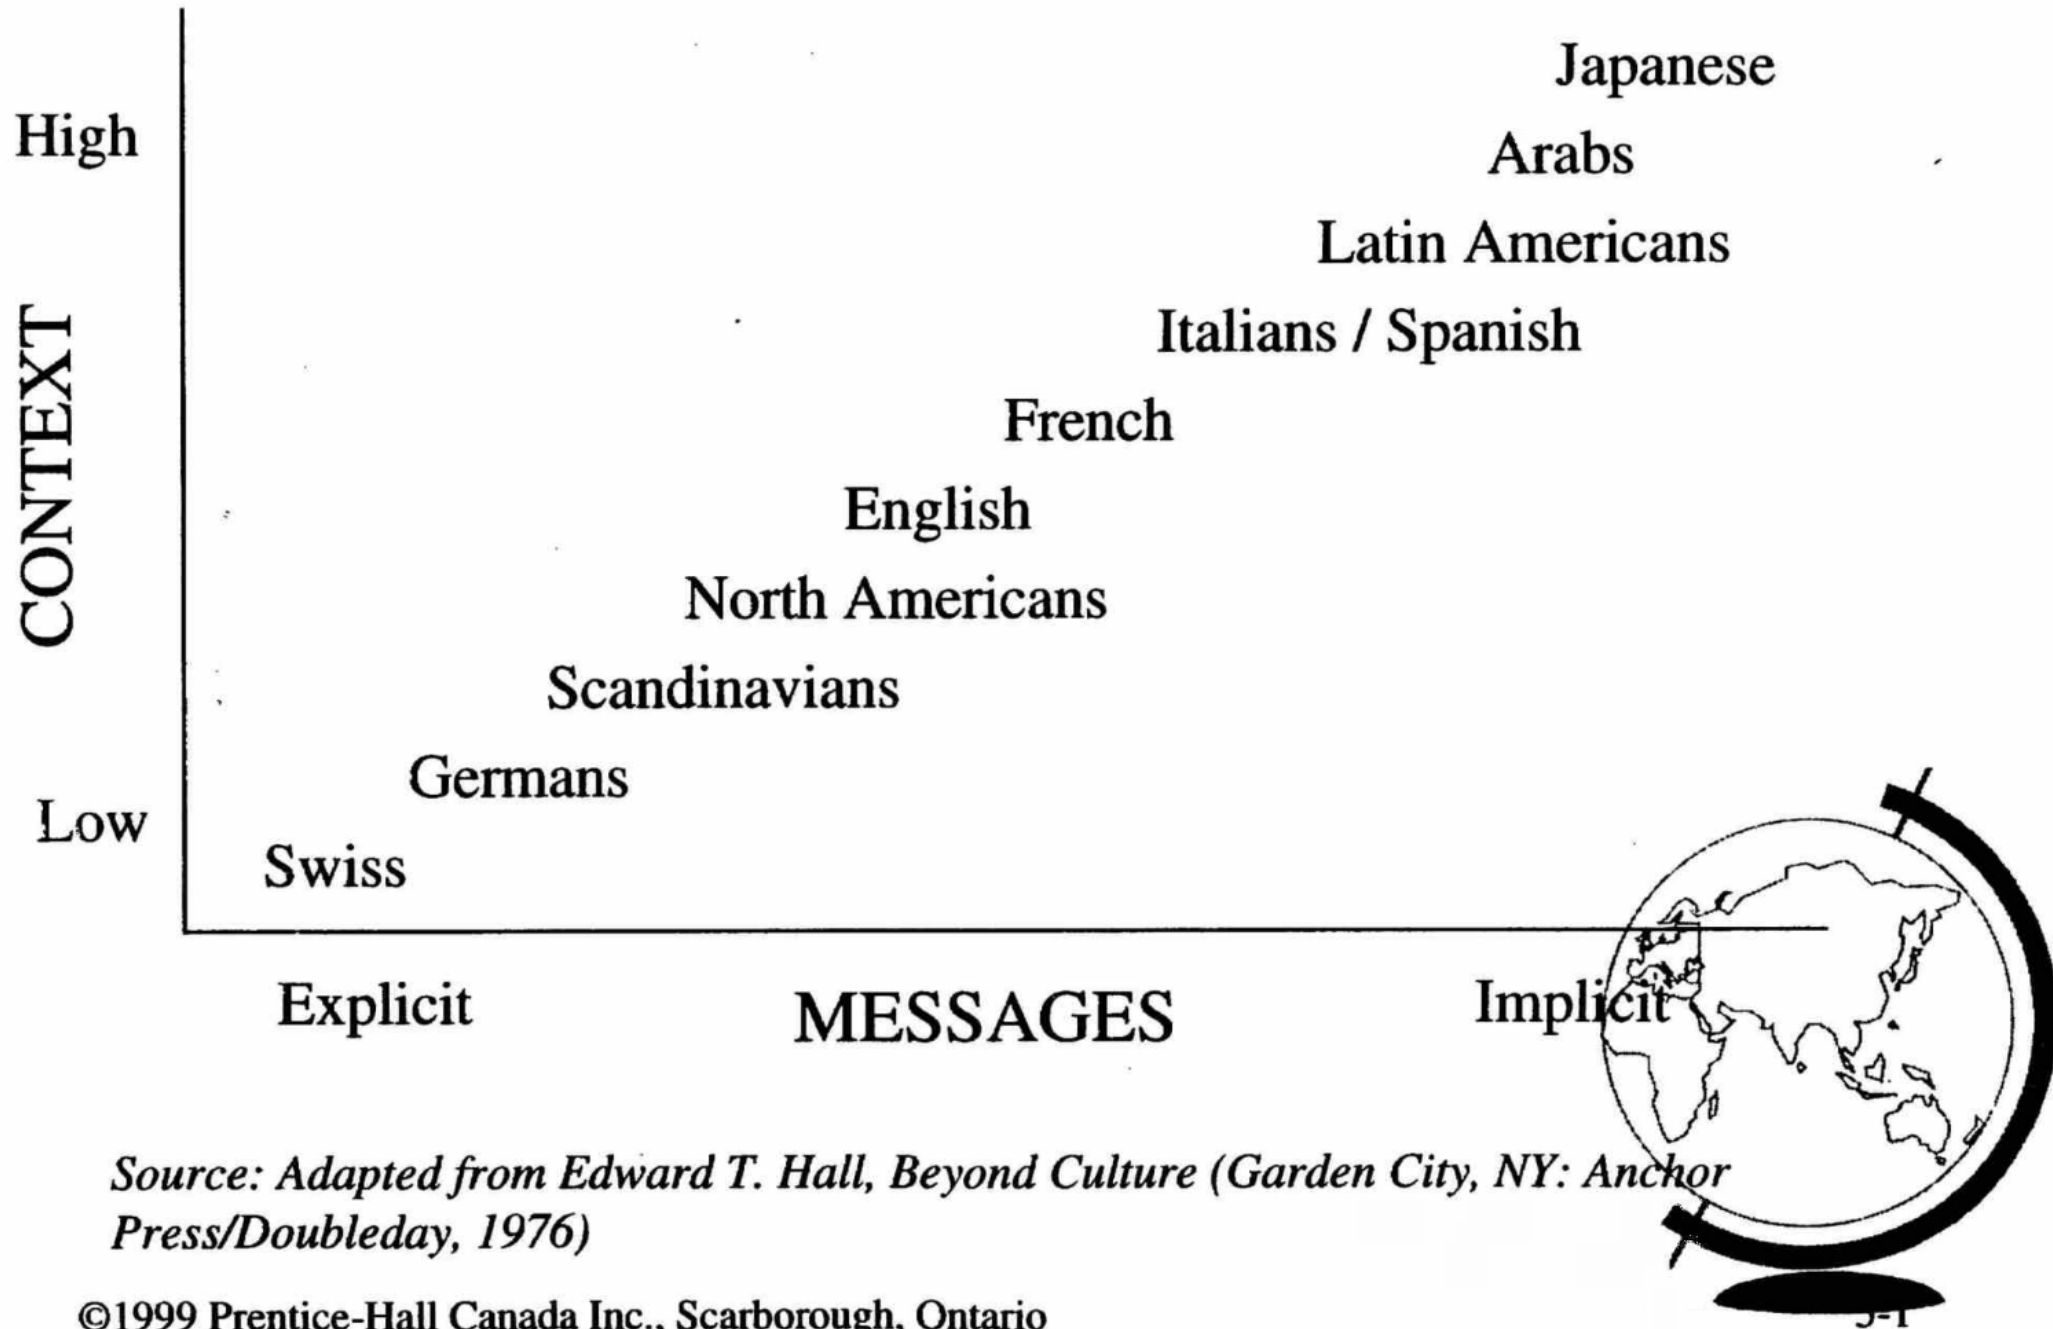 Japanese
High
Arabs
Latin Americans
Italians / Spanish
CONTEXT
French
English
North Americans
Scandinavians
Germans
Low
Swiss
Explicit
MESSAGES
Implicit
Source: Adapted from Edward T. Hall, Beyond Culture (Garden City, NY: Anchor
Press/Doubleday, 1976)
©1999 Prentice-Hall Canada Inc., Scarborough, Ontario